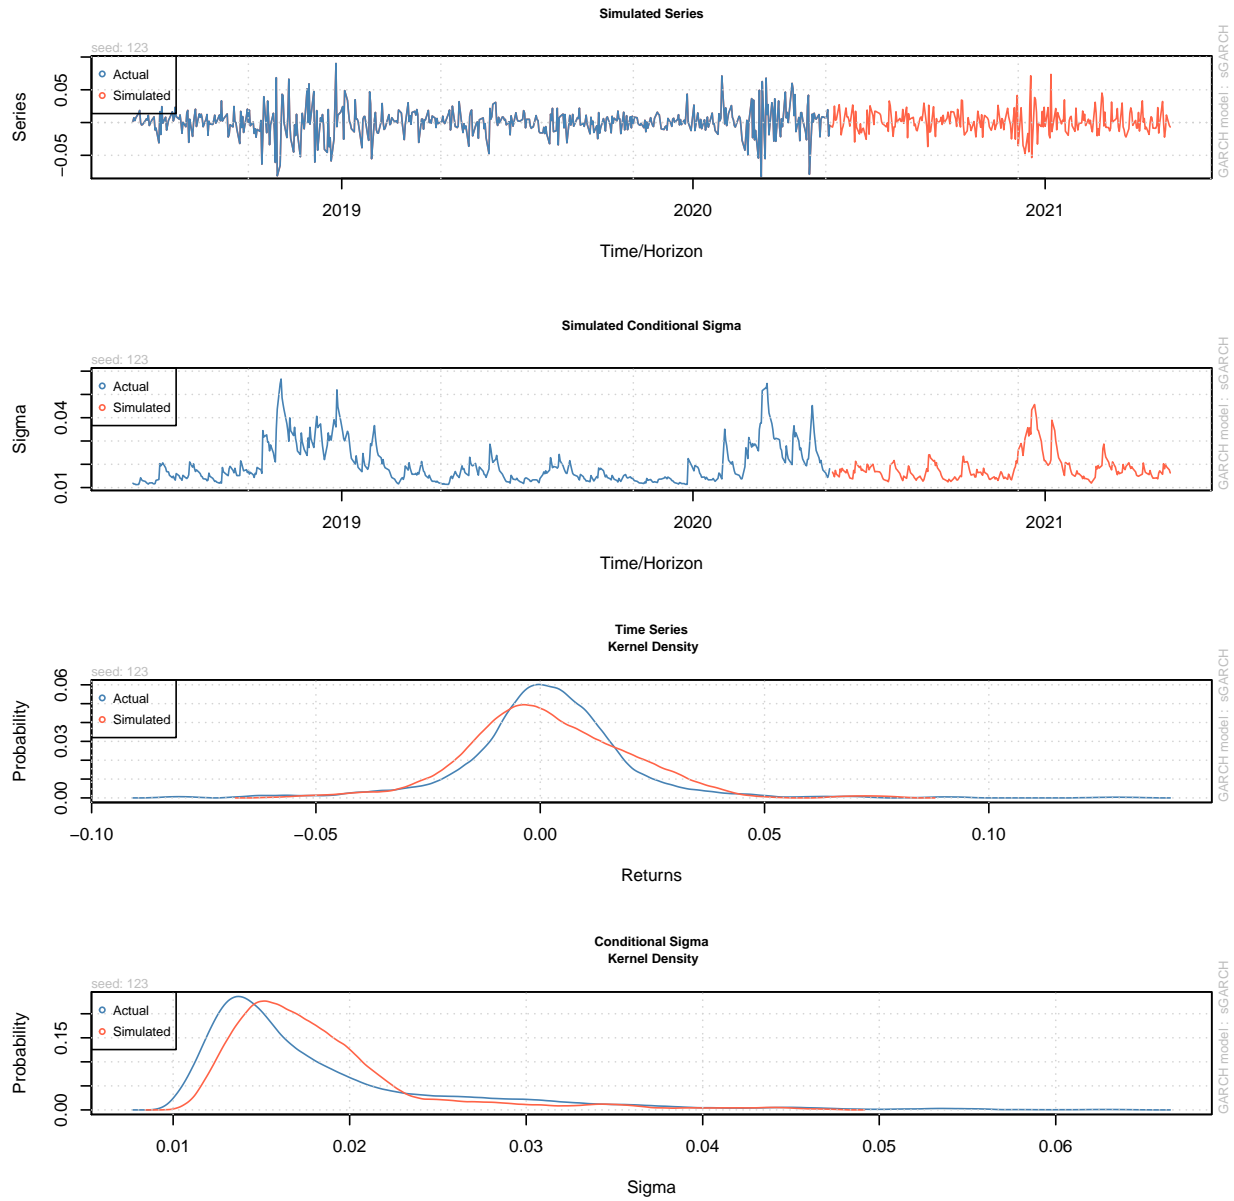 Simulated Series
seed: 123
Actual
Simulated
Series
0.05
−0.05
GARCH model : sGARCH
2019
2020
2021
Time/Horizon
Simulated Conditional Sigma
seed: 123
Actual
Simulated
Sigma
0.04
0.01
GARCH model : sGARCH
2019
2020
2021
Time/Horizon
Time Series
Kernel Density
seed: 123
Actual
Simulated
Probability
0.06
0.03
0.00
GARCH model : sGARCH
−0.10
−0.05
0.00
0.05
0.10
Returns
Conditional Sigma
Kernel Density
seed: 123
Actual
Simulated
Probability
0.15
0.00
GARCH model : sGARCH
0.01
0.02
0.03
0.04
0.05
0.06
Sigma